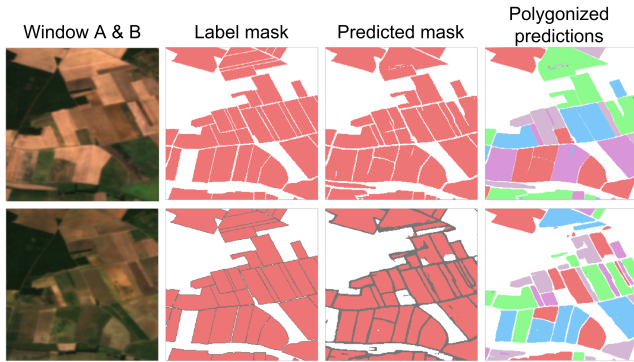 Window A & B
Label mask
Predicted mask
Polygonized
predictions